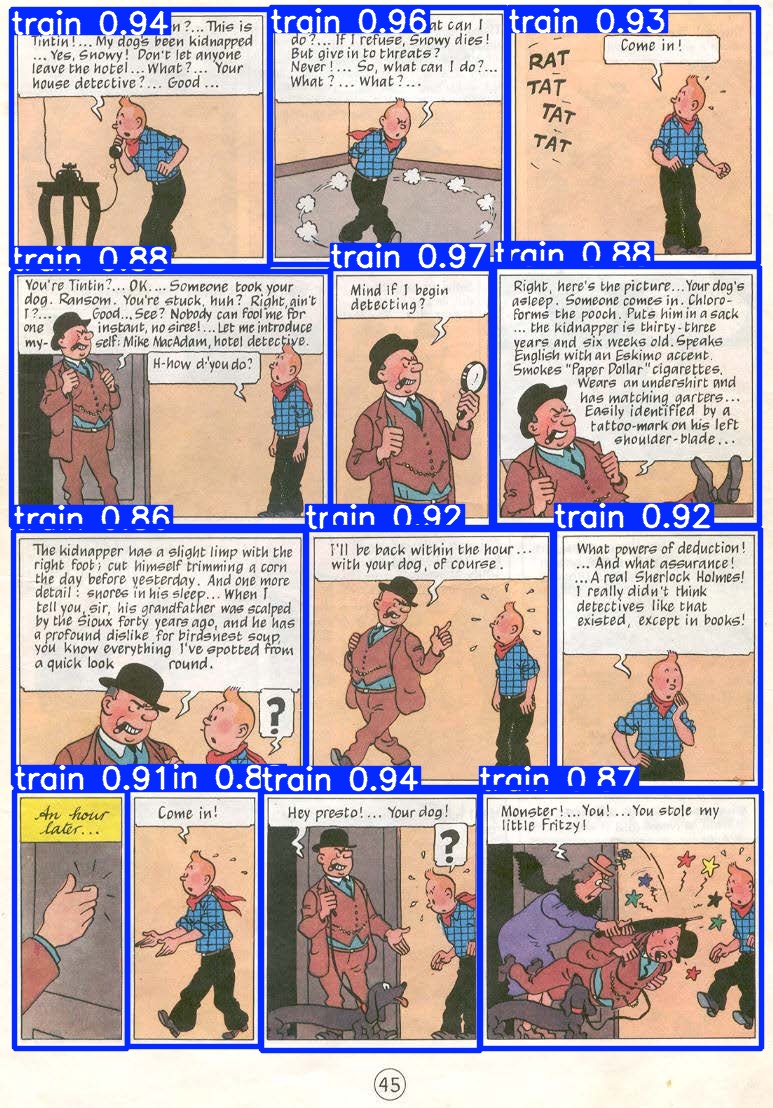 train 0.94
n?... This is
Tintin!... My dog's been kidnapped
... Yes, Snowy! Don't let anyone
leave the hotel... What?... Your
house detective?... Good ...
train 0.96
at can I
do?... If I refuse, Snowy dies!
But give in to threats?
Never!... So, what can I do?...
What?... What?...
train 0.93
RAT
TAT
TAT
TAT
Come in!
train 0.88
You're Tintin?... OK.... Someone took your
dog. Ransom. You're stuck, huh? Right, ain't
I?... Good... See? Nobody can fool me for
one instant, no siree!... Let me introduce
my- self: Mike MacAdam, hotel detective.
H-how d'you do?
train 0.97
Mind if I begin
detecting?
train 0.88
Right, here's the picture... Your dog's
asleep. Someone comes in. Chloro-
forms the pooch. Puts him in a sack
... the kidnapper is thirty-three
years and six weeks old. Speaks
English with an Eskimo accent.
Smokes "Paper Dollar" cigarettes.
Wears an undershirt and
has matching garters...
Easily identified by a
tattoo-mark on his left
shoulder-blade...
train 0.86
The kidnapper has a slight limp with the
right foot; cut himself trimming a corn
the day before yesterday. And one more
detail: snores in his sleep... When I
tell you, sir, his grandfather was scalped
by the Sioux forty years ago, and he has
a profound dislike for birdsnest soup,
you know everything I've spotted from
a quick look round.
?
train 0.92
I'll be back within the hour...
with your dog, of course.
train 0.92
What powers of deduction!
... And what assurance!
... A real Sherlock Holmes!
I really didn't think
detectives like that
existed, except in books!
train 0.91
An hour
later...
in 0.8
Come in!
train 0.94
Hey presto!... Your dog!
?
train 0.87
Monster!... You!... You stole my
little Fritzy!
45